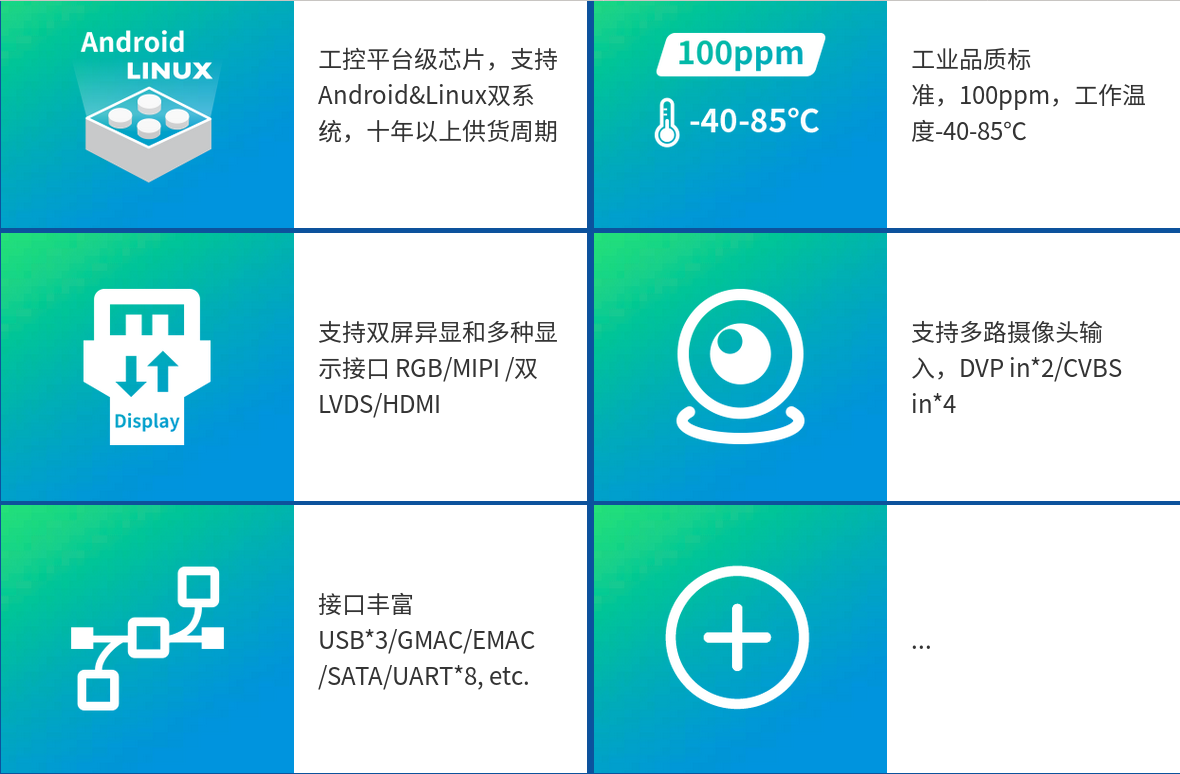 Android
LINUX
工控平台级芯片，支持
Android&Linux双系
统，十年以上供货周期
100ppm
-40-85℃
工业品质标
准，100ppm，工作温
度-40-85℃
Display
支持双屏异显和多种显
示接口 RGB/MIPI /双
LVDS/HDMI
支持多路摄像头输
入，DVP in*2/CVBS
in*4
接口丰富
USB*3/GMAC/EMAC
/SATA/UART*8, etc.
...